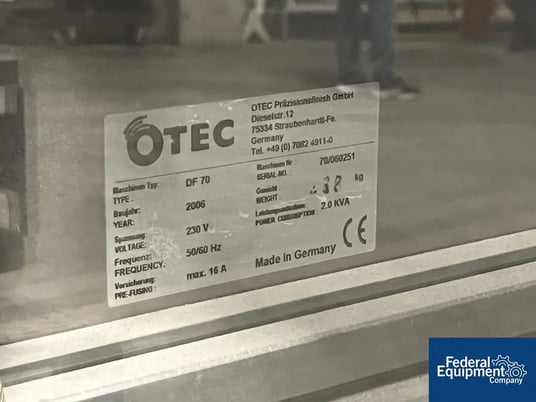 OTEC
OTEC Präzisionsfinish GmbH
Dieselstr.12
75334 Straubenhardt-Fe.
Germany
Tel. +49 (0) 7082 4911-0
Maschinen Typ: DF 70
TYPE :
Baujahr: 2006
YEAR:
Spannung: 230 V
VOLTAGE:
Frequenz: 50/60 Hz
FREQUENCY:
Versicherung: max. 16 A
PRE-FUSING :
Maschinen Nr. 70/060251
SERIAL-NO. :
Gewicht : kg
WEIGHT
Leistungsaufnahme: 2.0 KVA
POWER CONSUMPTION :
Made in Germany
CE
Federal
Equipment
Company